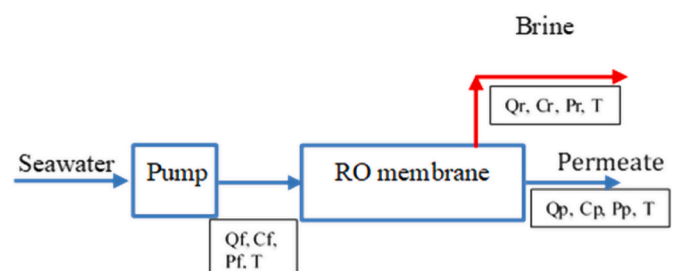 Brine
Qr, Cr, Pr, T
Seawater
Pump
RO membrane
Permeate
Qp, Cp, Pp, T
Qf, Cf,
Pf, T